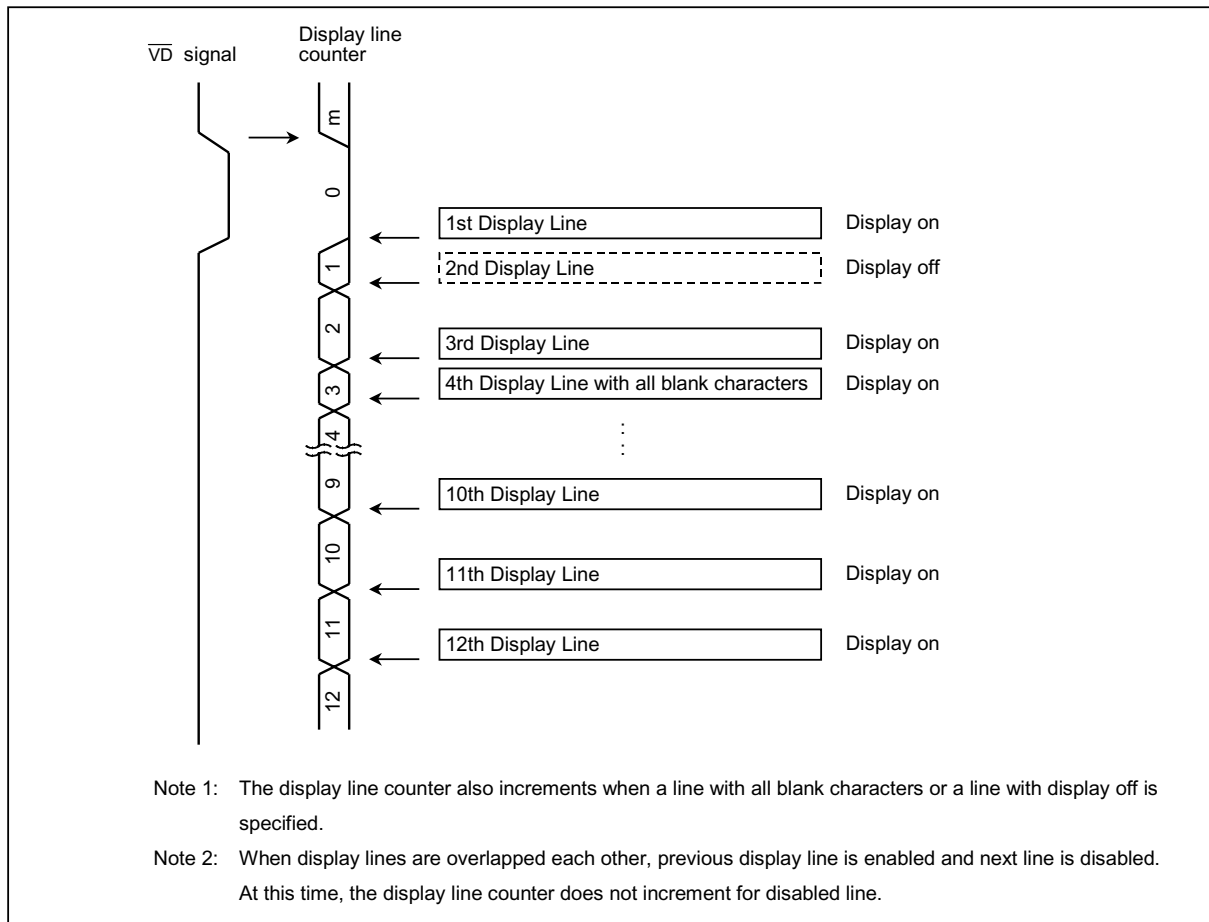 Display line
counter
VD signal
m
0
1st Display Line Display on
1
2nd Display Line Display off
2
3rd Display Line Display on
3
4th Display Line with all blank characters Display on
4
9
10th Display Line Display on
10
11th Display Line Display on
11
12th Display Line Display on
12
Note 1: The display line counter also increments when a line with all blank characters or a line with display off is
specified.
Note 2: When display lines are overlapped each other, previous display line is enabled and next line is disabled.
At this time, the display line counter does not increment for disabled line.